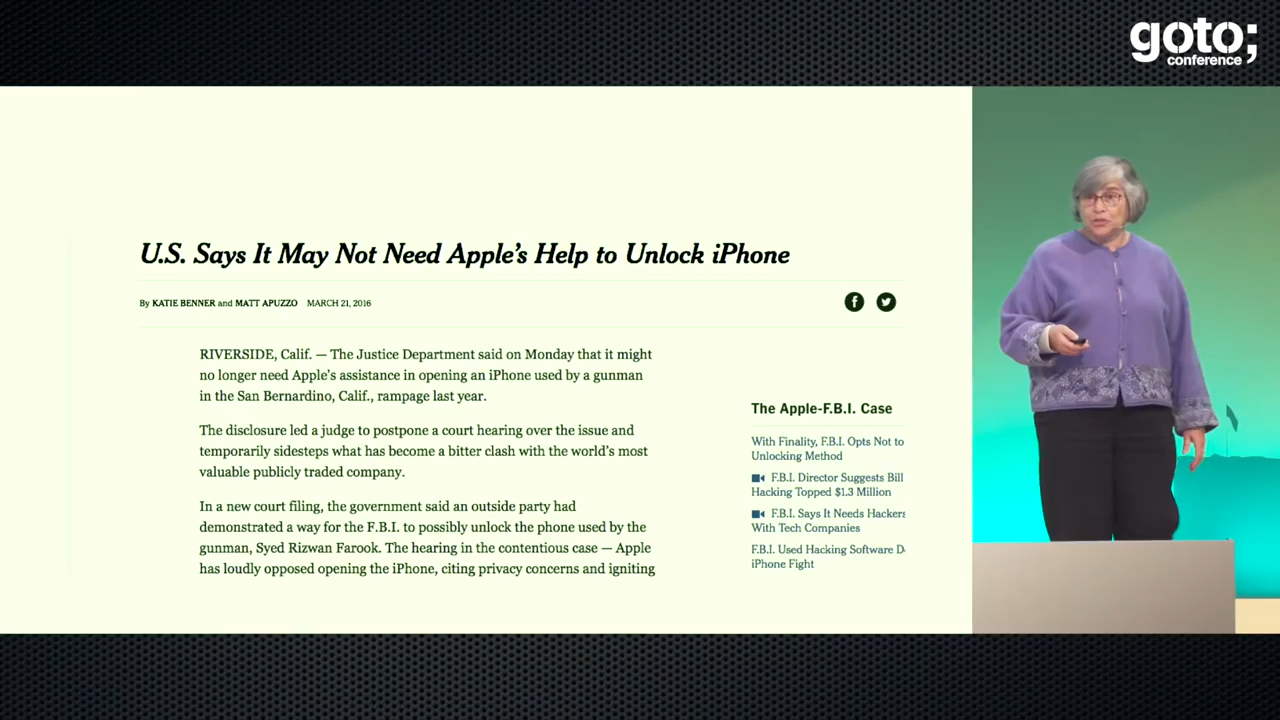 goto;
conference
U.S. Says It May Not Need Apple's Help to Unlock iPhone
By KATIE BENNER and MATT APUZZO MARCH 21, 2016
RIVERSIDE, Calif. — The Justice Department said on Monday that it might
no longer need Apple's assistance in opening an iPhone used by a gunman
in the San Bernardino, Calif., rampage last year.
The disclosure led a judge to postpone a court hearing over the issue and
temporarily sidesteps what has become a bitter clash with the world's most
valuable publicly traded company.
In a new court filing, the government said an outside party had
demonstrated a way for the F.B.I. to possibly unlock the phone used by the
gunman, Syed Rizwan Farook. The hearing in the contentious case — Apple
has loudly opposed opening the iPhone, citing privacy concerns and igniting
The Apple-F.B.I. Case
With Finality, F.B.I. Opts Not to
Unlocking Method
F.B.I. Director Suggests Bill
Hacking Topped $1.3 Million
F.B.I. Says It Needs Hackers
With Tech Companies
F.B.I. Used Hacking Software D
iPhone Fight